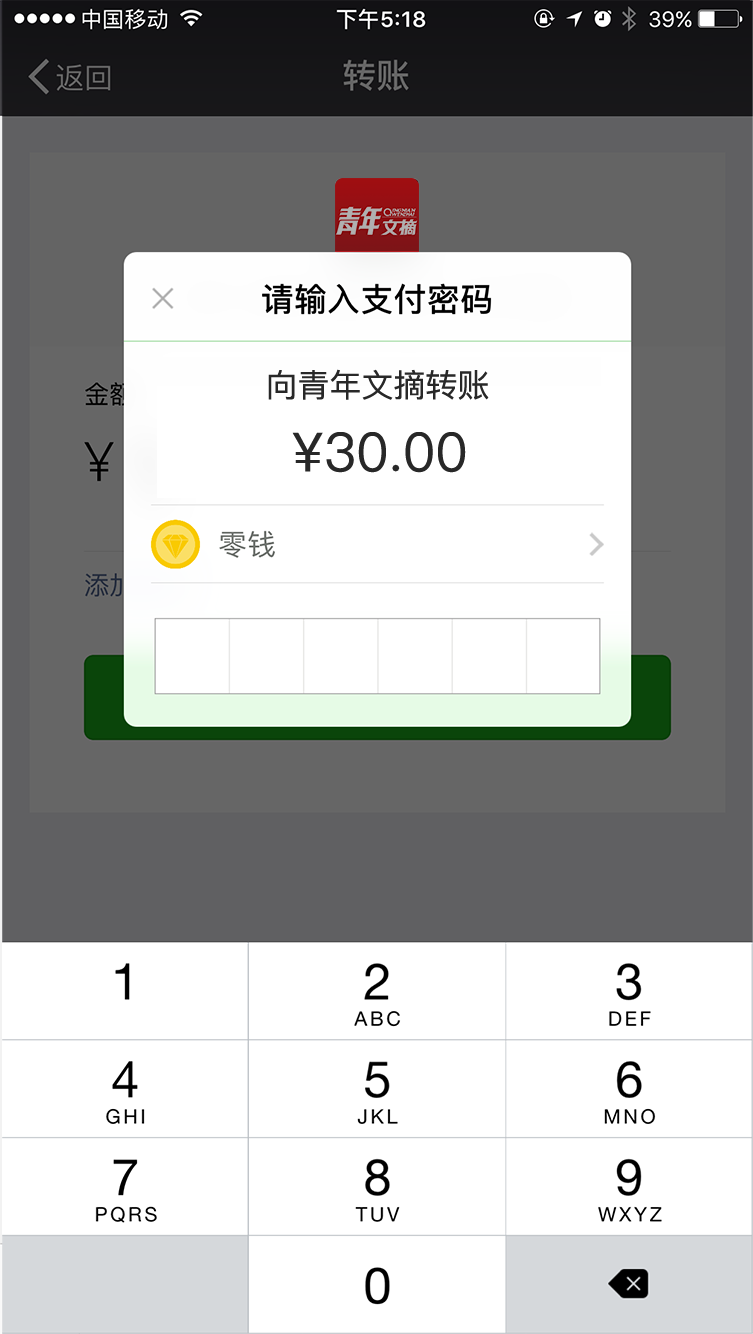 中国移动 下午5:18 39%
返回 转账
青年文摘 QINGNIAN WENZHAI
请输入支付密码
向青年文摘转账
金额
¥30.00
¥
零钱
添加
1 2 3
ABC DEF
4 5 6
GHI JKL MNO
7 8 9
PQRS TUV WXYZ
0